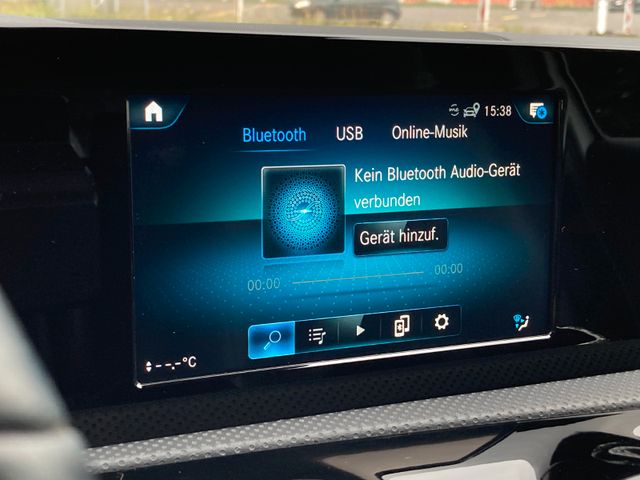 15:38
Bluetooth USB Online-Musik
Kein Bluetooth Audio-Gerät
verbunden
Gerät hinzuf.
00:00 00:00
- -.- °C